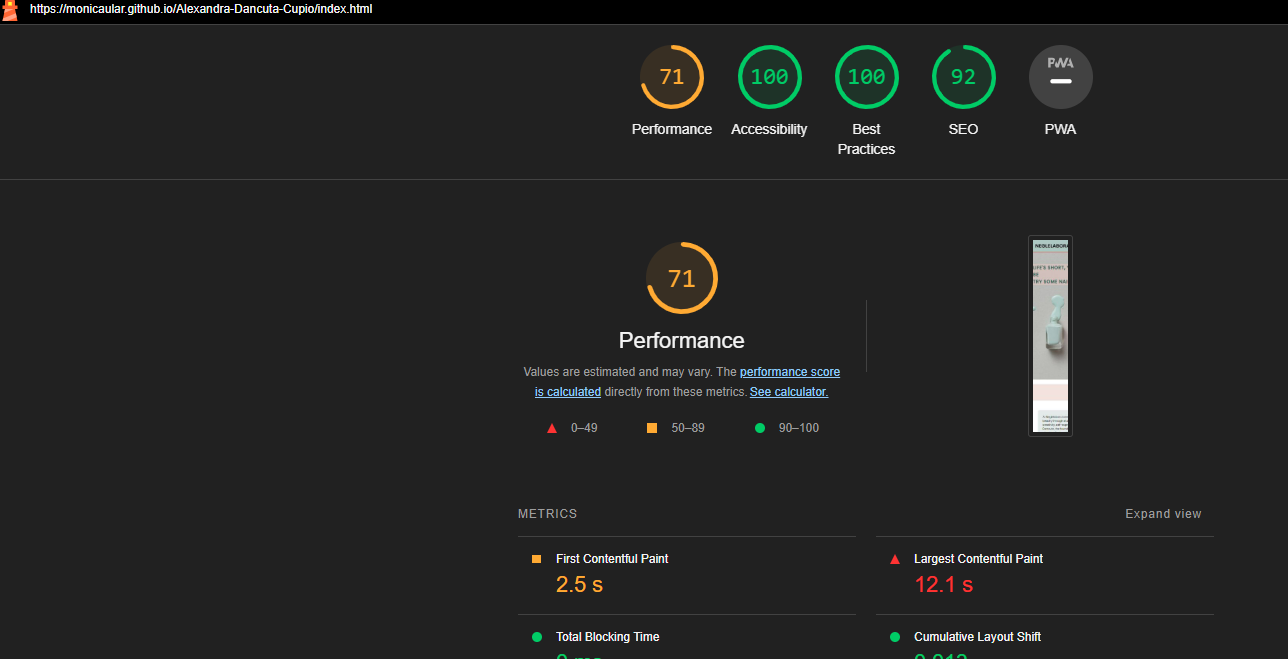 https://monicaular.github.io/Alexandra-Dancuta-Cupio/index.html
71
100
100
92
PWA
Performance
Accessibility
Best
Practices
SEO
PWA
71
Performance
Values are estimated and may vary. The performance score
is calculated directly from these metrics. See calculator.
0–49
50–89
90–100
METRICS
Expand view
First Contentful Paint
2.5 s
Largest Contentful Paint
12.1 s
Total Blocking Time
Cumulative Layout Shift